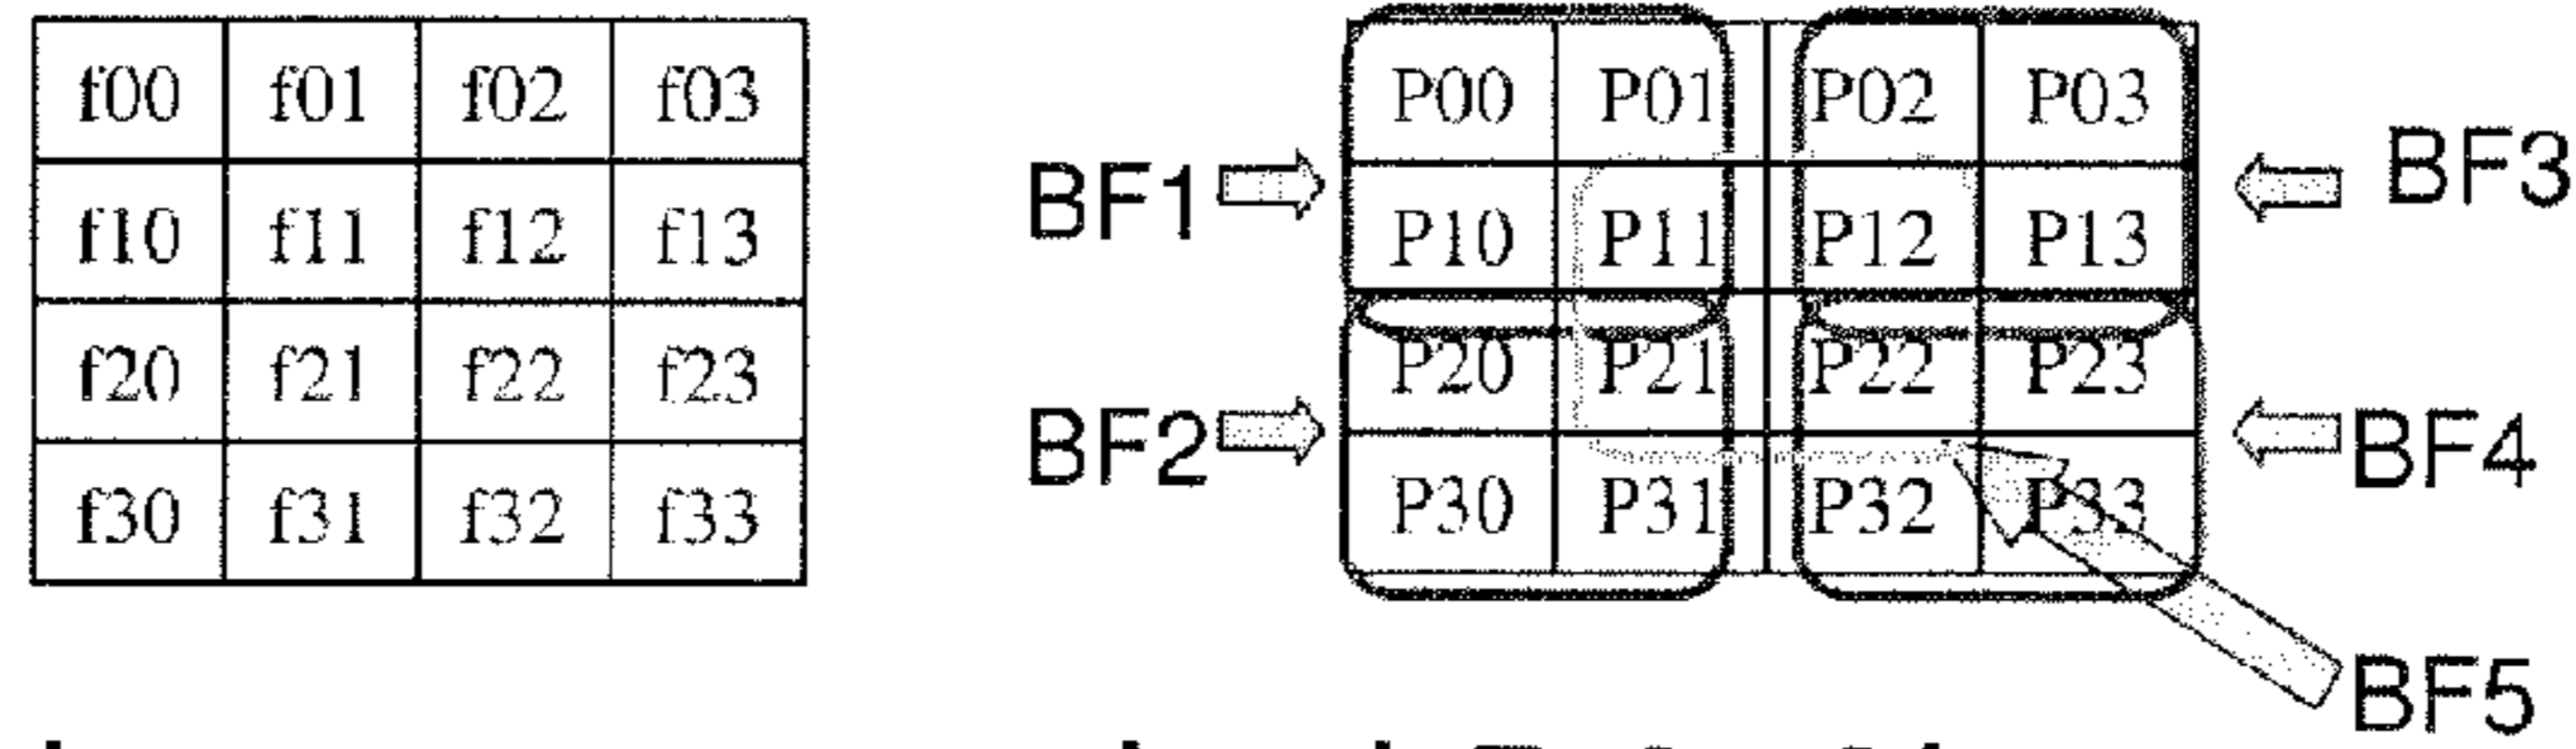 f00 f01 f02 f03
f10 f11 f12 f13
f20 f21 f22 f23
f30 f31 f32 f33
P00 P01 P02 P03
BF1 BF3
P10 P11 P12 P13
P20 P21 P22 P23
BF2 BF4
P30 P31 P32 P33
BF5